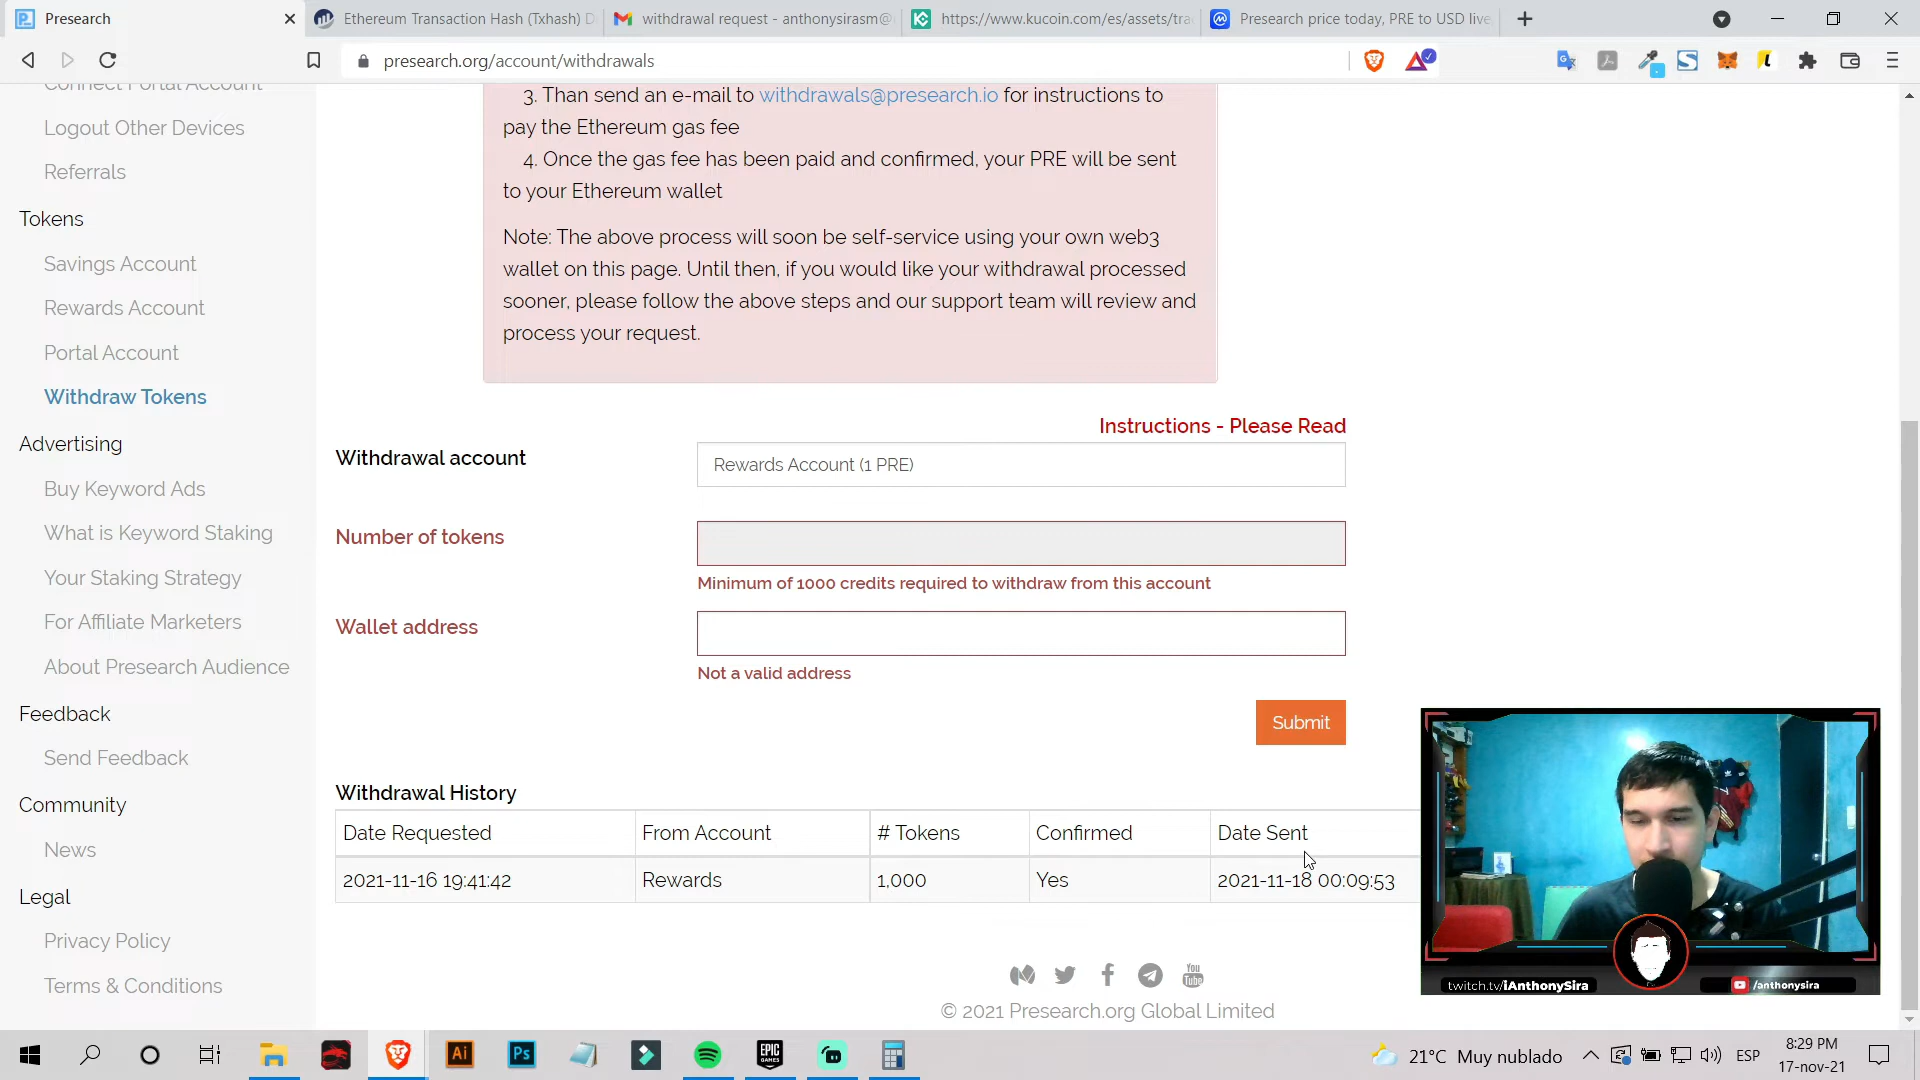 Presearch
Ethereum Transaction Hash (Txhash) D
withdrawal request - anthonysirasm@
https://www.kucoin.com/es/assets/tra
Presearch price today, PRE to USD live,
presearch.org/account/withdrawals
Connect Portal Account
Logout Other Devices
Referrals
Tokens
Savings Account
Rewards Account
Portal Account
Withdraw Tokens
Advertising
Buy Keyword Ads
What is Keyword Staking
Your Staking Strategy
For Affiliate Marketers
About Presearch Audience
Feedback
Send Feedback
Community
News
Legal
Privacy Policy
Terms & Conditions
3. Than send an e-mail to withdrawals@presearch.io for instructions to
pay the Ethereum gas fee
4. Once the gas fee has been paid and confirmed, your PRE will be sent
to your Ethereum wallet
Note: The above process will soon be self-service using your own web3
wallet on this page. Until then, if you would like your withdrawal processed
sooner, please follow the above steps and our support team will review and
process your request.
Instructions - Please Read
Withdrawal account
Rewards Account (1 PRE)
Number of tokens
Minimum of 1000 credits required to withdraw from this account
Wallet address
Not a valid address
Submit
Withdrawal History
Date Requested From Account # Tokens Confirmed Date Sent
2021-11-16 19:41:42 Rewards 1,000 Yes 2021-11-18 00:09:53
You
Tube
© 2021 Presearch.org Global Limited
twitch.tv/iAnthonySira
/anthonysira
Ai
Ps
EPIC
GAMES
21°C Muy nublado
ESP
8:29 PM
17-nov-21